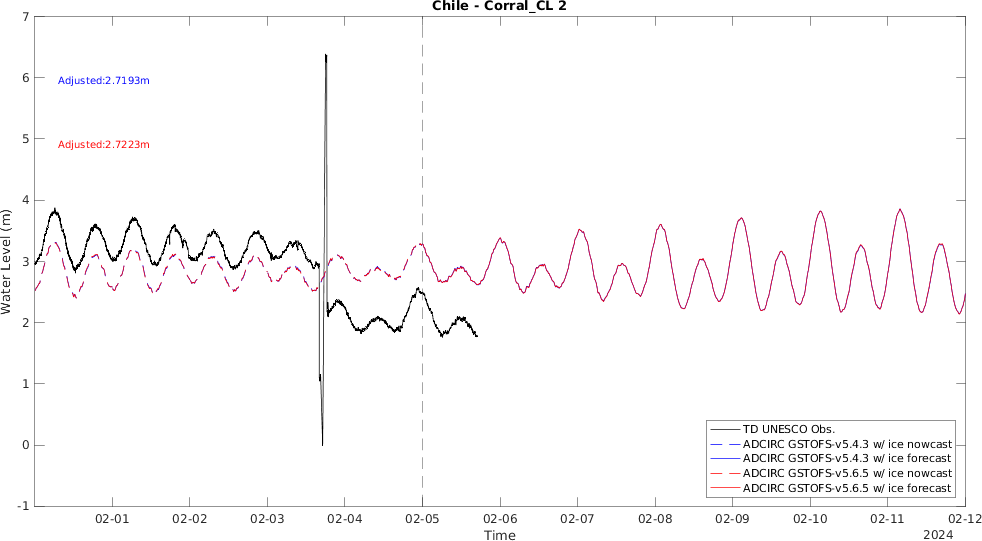 Chile - Corral_CL 2
7
6
5
4
3
2
1
0
-1
Water Level (m)
Adjusted:2.7193m
Adjusted:2.7223m
TD UNESCO Obs.
ADCIRC GSTOFS-v5.4.3 w/ ice nowcast
ADCIRC GSTOFS-v5.4.3 w/ ice forecast
ADCIRC GSTOFS-v5.6.5 w/ ice nowcast
ADCIRC GSTOFS-v5.6.5 w/ ice forecast
02-01 02-02 02-03 02-04 02-05 02-06 02-07 02-08 02-09 02-10 02-11 02-12
Time
2024